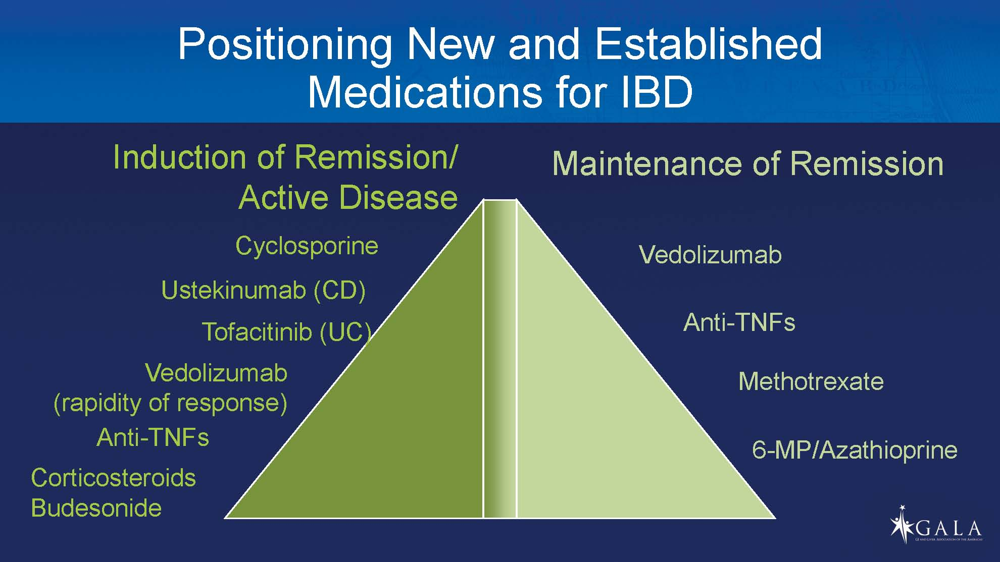 Positioning New and Established
Medications for IBD
Induction of Remission/
Active Disease
Cyclosporine
Ustekinumab (CD)
Tofacitinib (UC)
Vedolizumab
(rapidity of response)
Anti-TNFs
Corticosteroids
Budesonide
Maintenance of Remission
Vedolizumab
Anti-TNFs
Methotrexate
6-MP/Azathioprine
GALA
GI AND LIVER ASSOCIATION OF THE AMERICAS